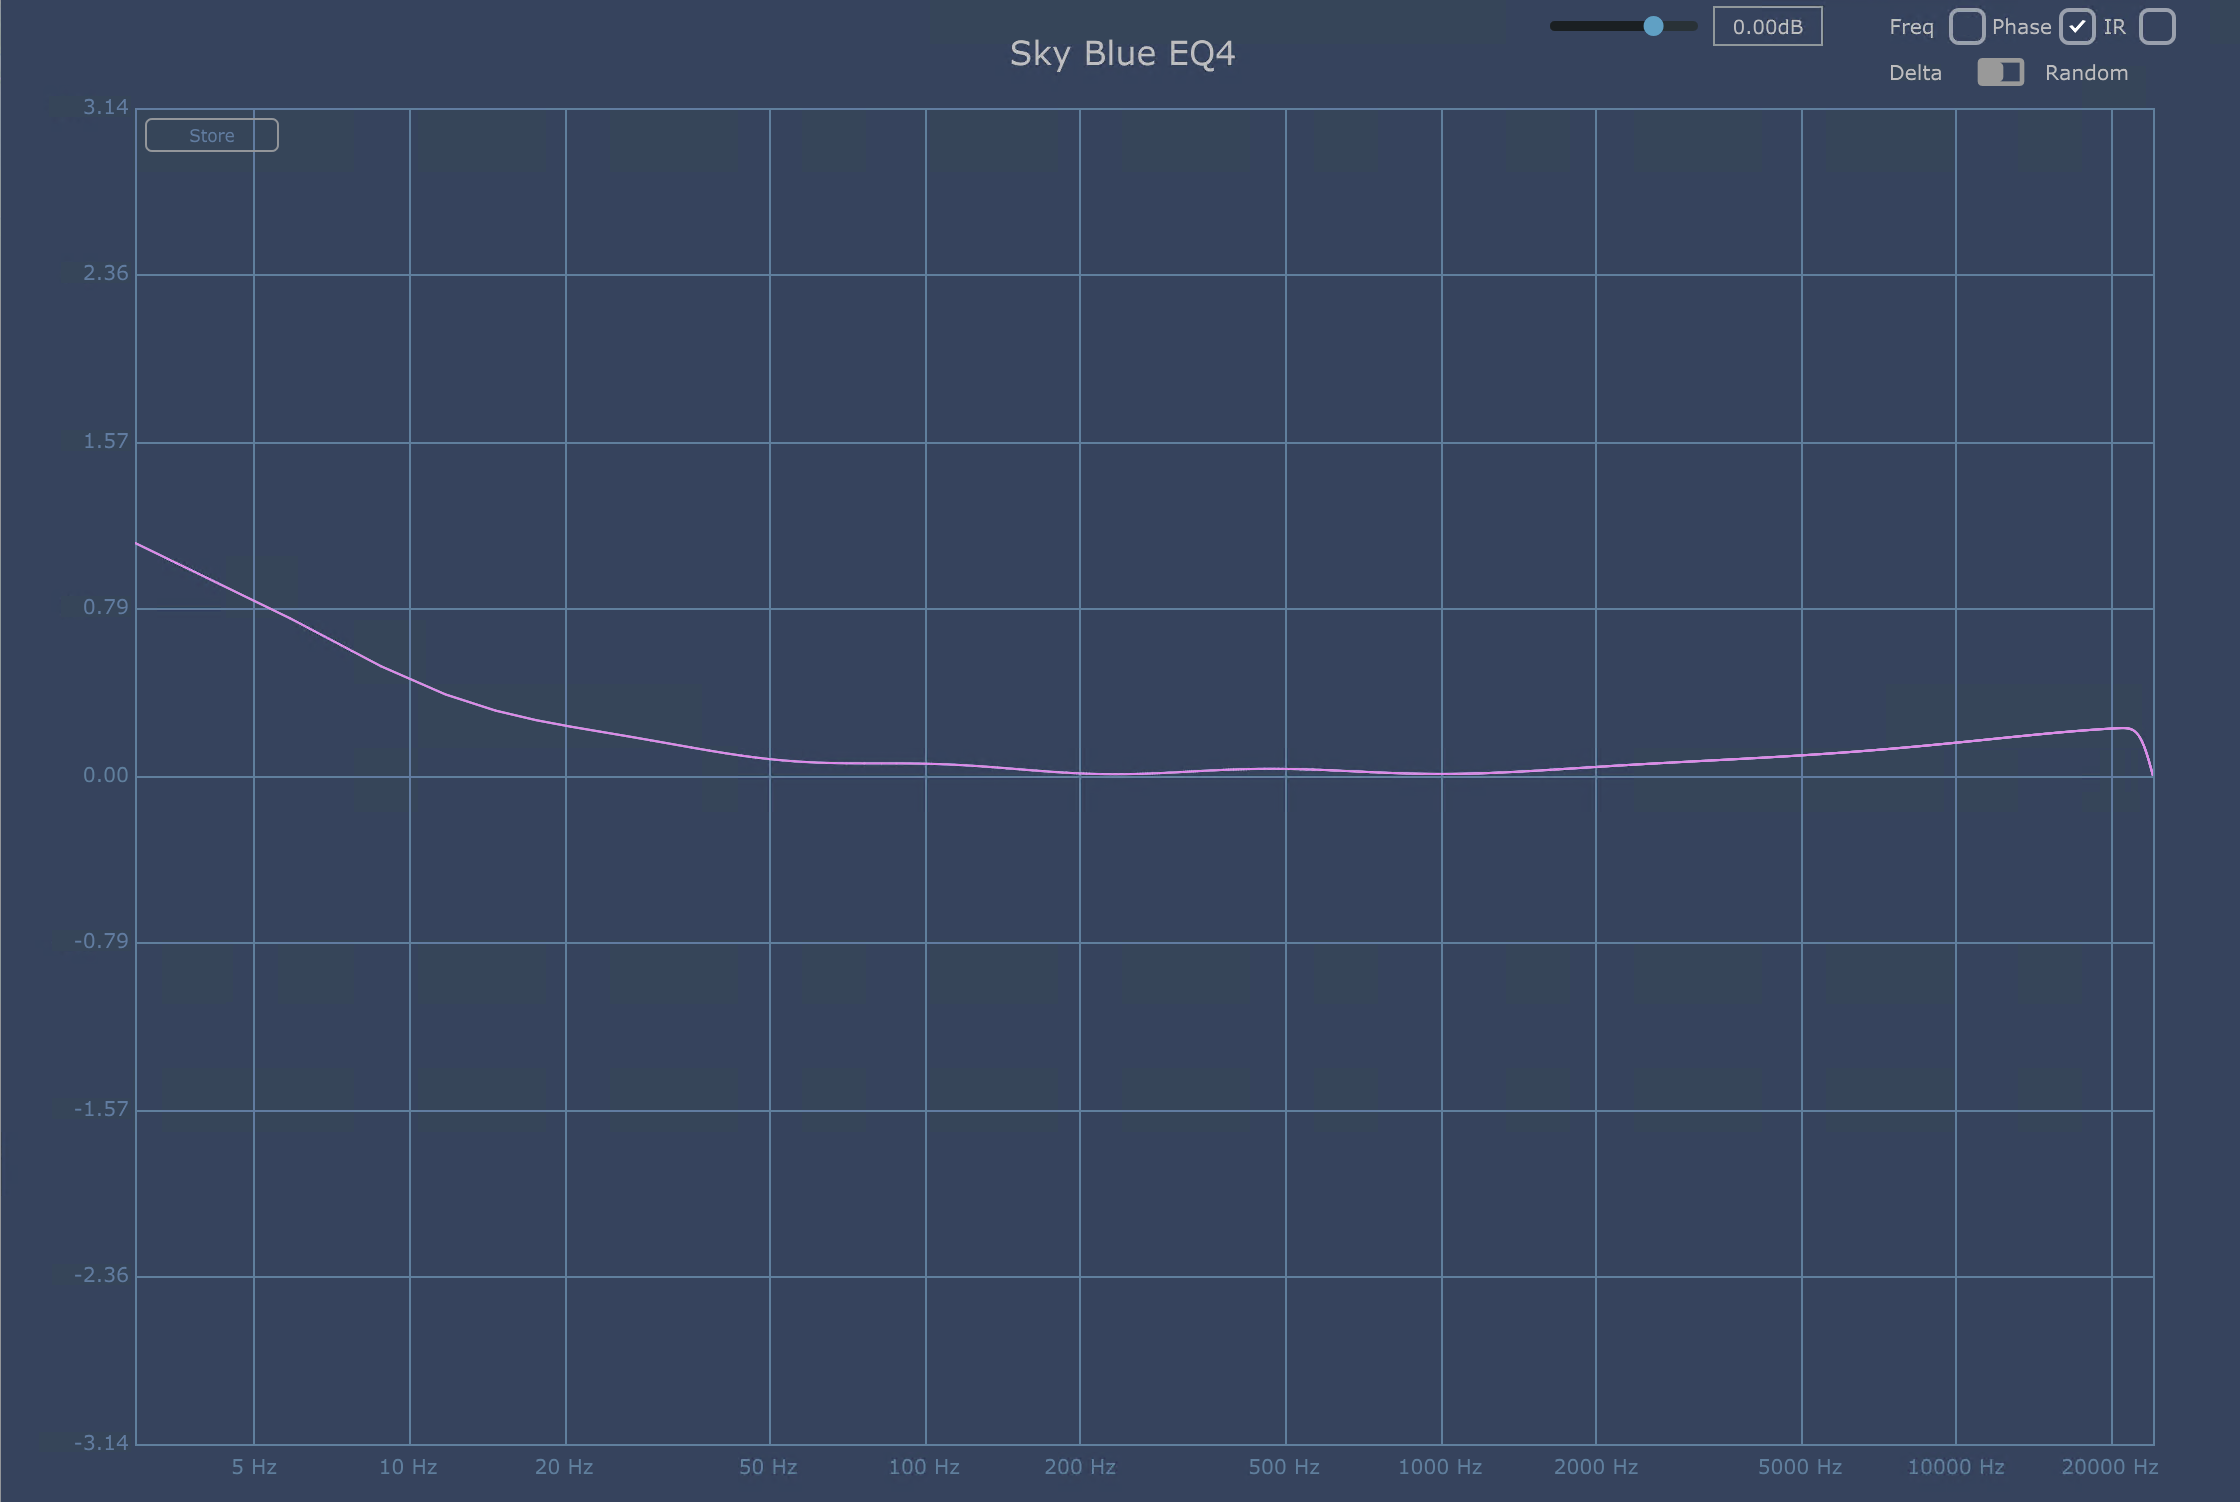 Sky Blue EQ4
0.00dB
Freq Phase IR
Delta Random
Store
3.14
2.36
1.57
0.79
0.00
-0.79
-1.57
-2.36
-3.14
5 Hz 10 Hz 20 Hz 50 Hz 100 Hz 200 Hz 500 Hz 1000 Hz 2000 Hz 5000 Hz 10000 Hz 20000 Hz